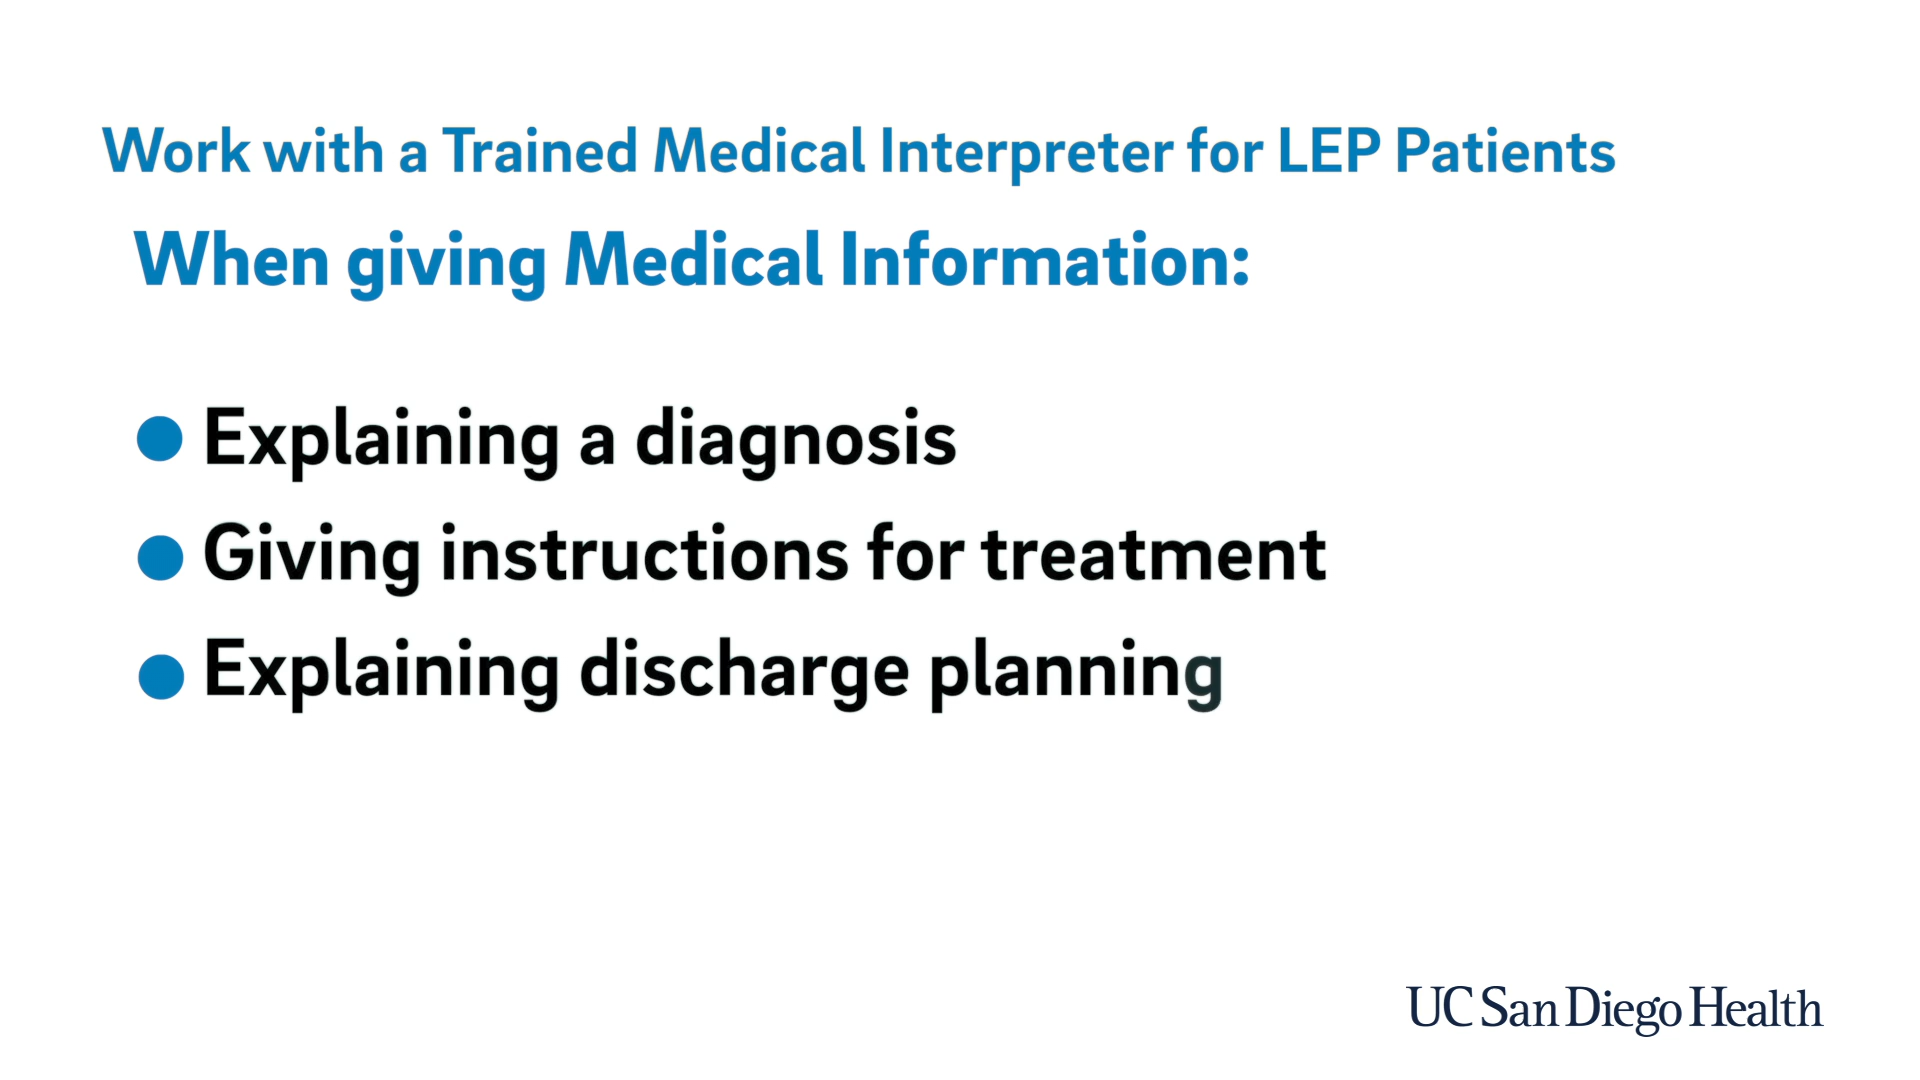 Work with a Trained Medical Interpreter for LEP Patients
When giving Medical Information:
Explaining a diagnosis
Giving instructions for treatment
Explaining discharge planning
UC San Diego Health